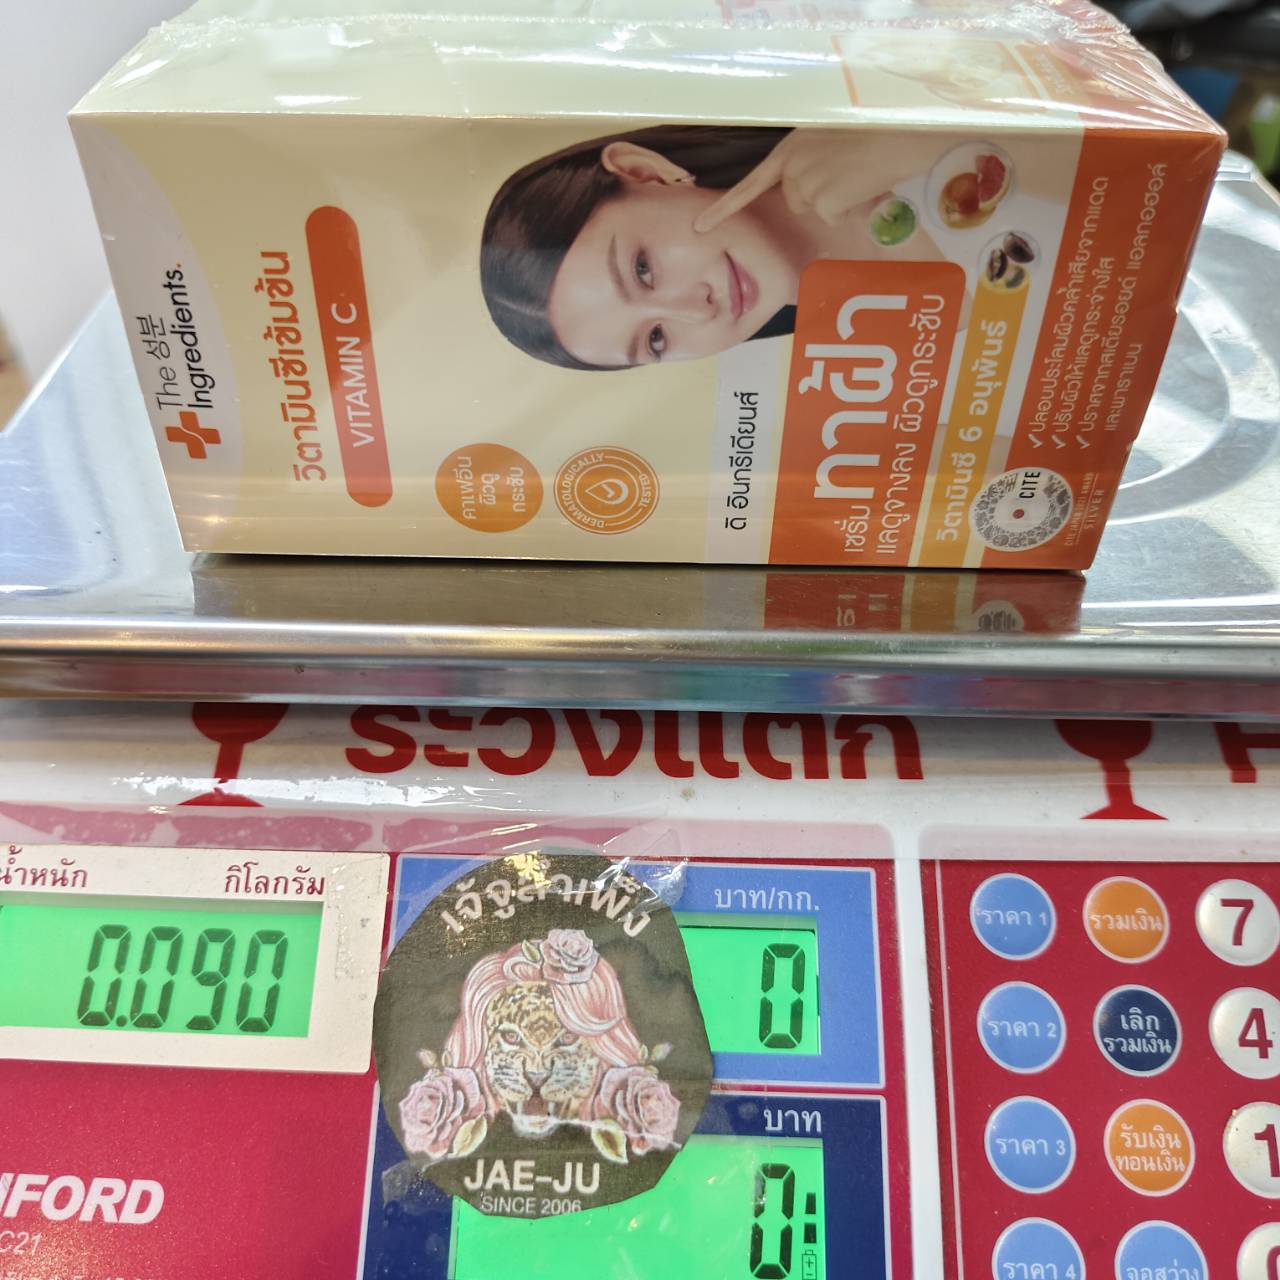 The 성분
Ingredients.
วิตามินซีเข้มข้น
VITAMIN C
คาเฟอีน
ผิวดู
กระชับ
DERMATOLOGICALLY
TESTED
ดิ อินกรีเดียนส์
เซรั่ม ทาฝ้า
แลดูจางลง ผิวดูกระชับ
วิตามินซี 6 อนุพันธ์
ปลอบประโลมผิวคล้ำเสียจากแดด
ปรับผิวให้แลดูกระจ่างใส
ปราศจากสเตียรอยด์ แอลกอฮอล์
และพาราเบน
CITE
SILVER
ระวังแตก
น้ำหนัก
กิโลกรัม
0.090
เจ๊จูสำเพ็ง
JAE-JU
SINCE 2006
บาท/กก.
0
บาท
0
ราคา 1
รวมเงิน
7
ราคา 2
เลิก
รวมเงิน
4
ราคา 3
รับเงิน
ทอนเงิน
1
ราคา 4
จอสว่าง
FORD
C21